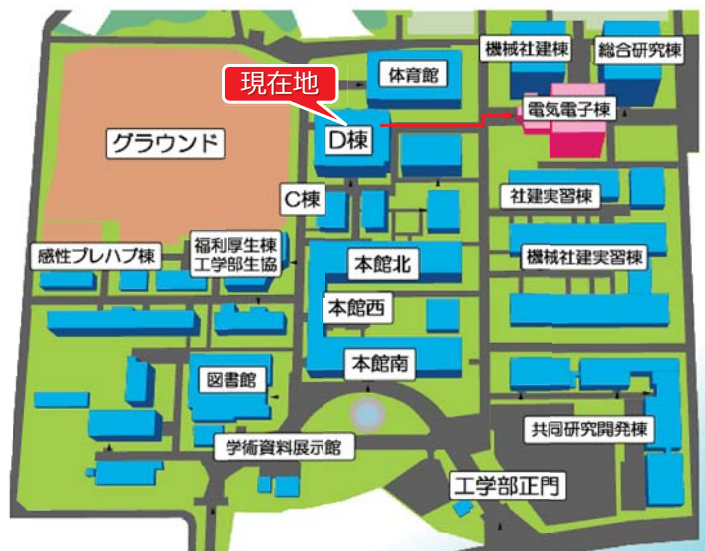 機械社建棟
総合研究棟
体育館
現在地
電気電子棟
グラウンド
D棟
C棟
社建実習棟
感性プレハブ棟
福利厚生棟
工学部生協
本館北
機械社建実習棟
本館西
本館南
図書館
学術資料展示館
共同研究開発棟
工学部正門